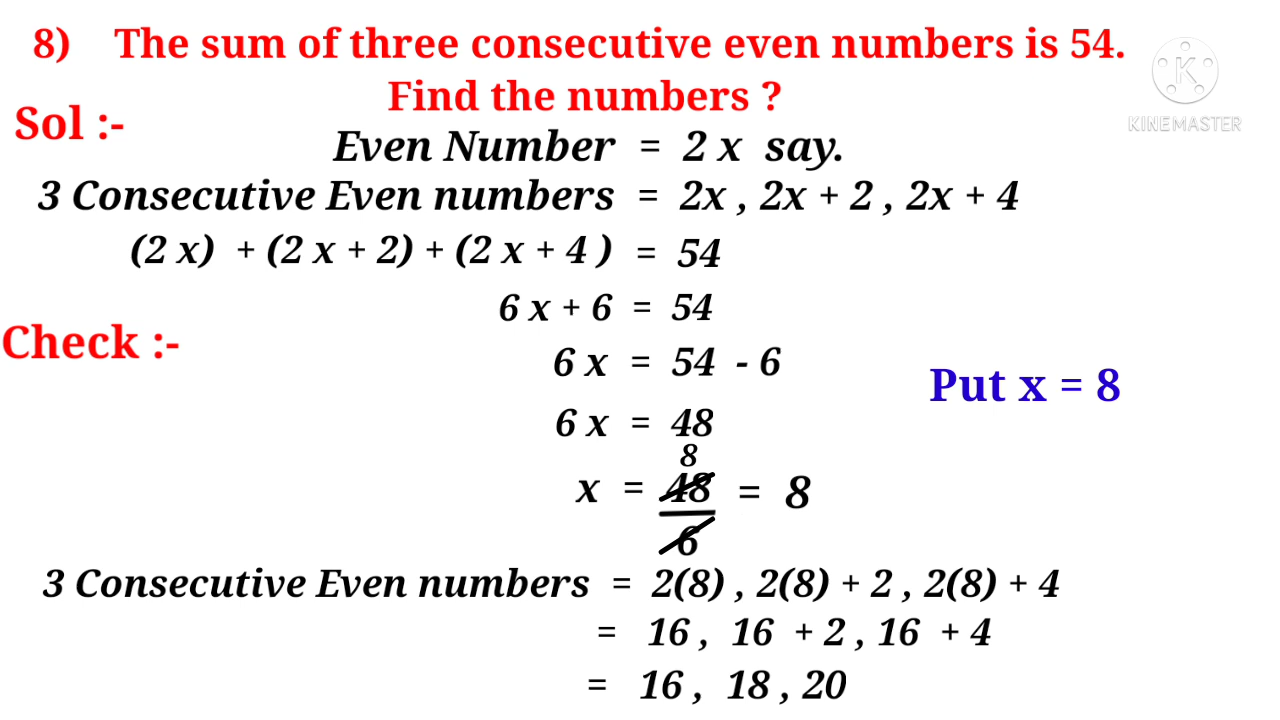 8) The sum of three consecutive even numbers is 54.
Find the numbers ?
K
KINEMASTER
Sol :-
Even Number = 2 x say.
3 Consecutive Even numbers = 2x , 2x + 2 , 2x + 4
(2 x) + (2 x + 2) + (2 x + 4 ) = 54
6 x + 6 = 54
Check :-
6 x = 54 - 6
Put x = 8
6 x = 48
8
x = 48 = 8
6
3 Consecutive Even numbers = 2(8) , 2(8) + 2 , 2(8) + 4
= 16 , 16 + 2 , 16 + 4
= 16 , 18 , 20